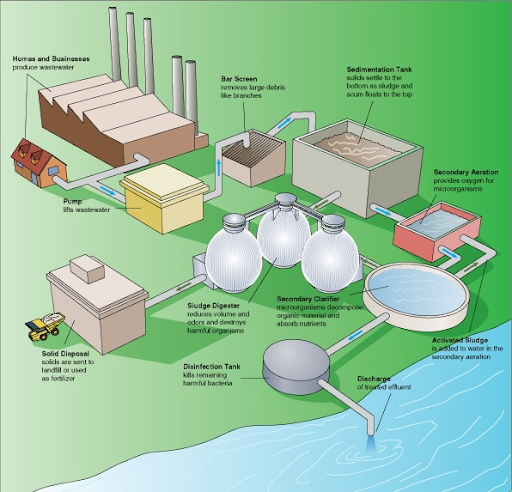 Homes and Businesses
produce wastewater
Bar Screen
removes large debris
like branches
Sedimentation Tank
solids settle to the
bottom as sludge and
scum floats to the top
Secondary Aeration
provides oxygen for
microorganisms
Pump
lifts wastewater
Sludge Digester
reduces volume and
odors and destroys
harmful organisms
Secondary Clarifier
microorganisms decompose
organic material and
absorb nutrients
Activated Sludge
is added to water in the
secondary aeration
Solid Disposal
solids are sent to
landfill or used
as fertilizer
Disinfection Tank
kills remaining
harmful bacteria
Discharge
of treated effluent